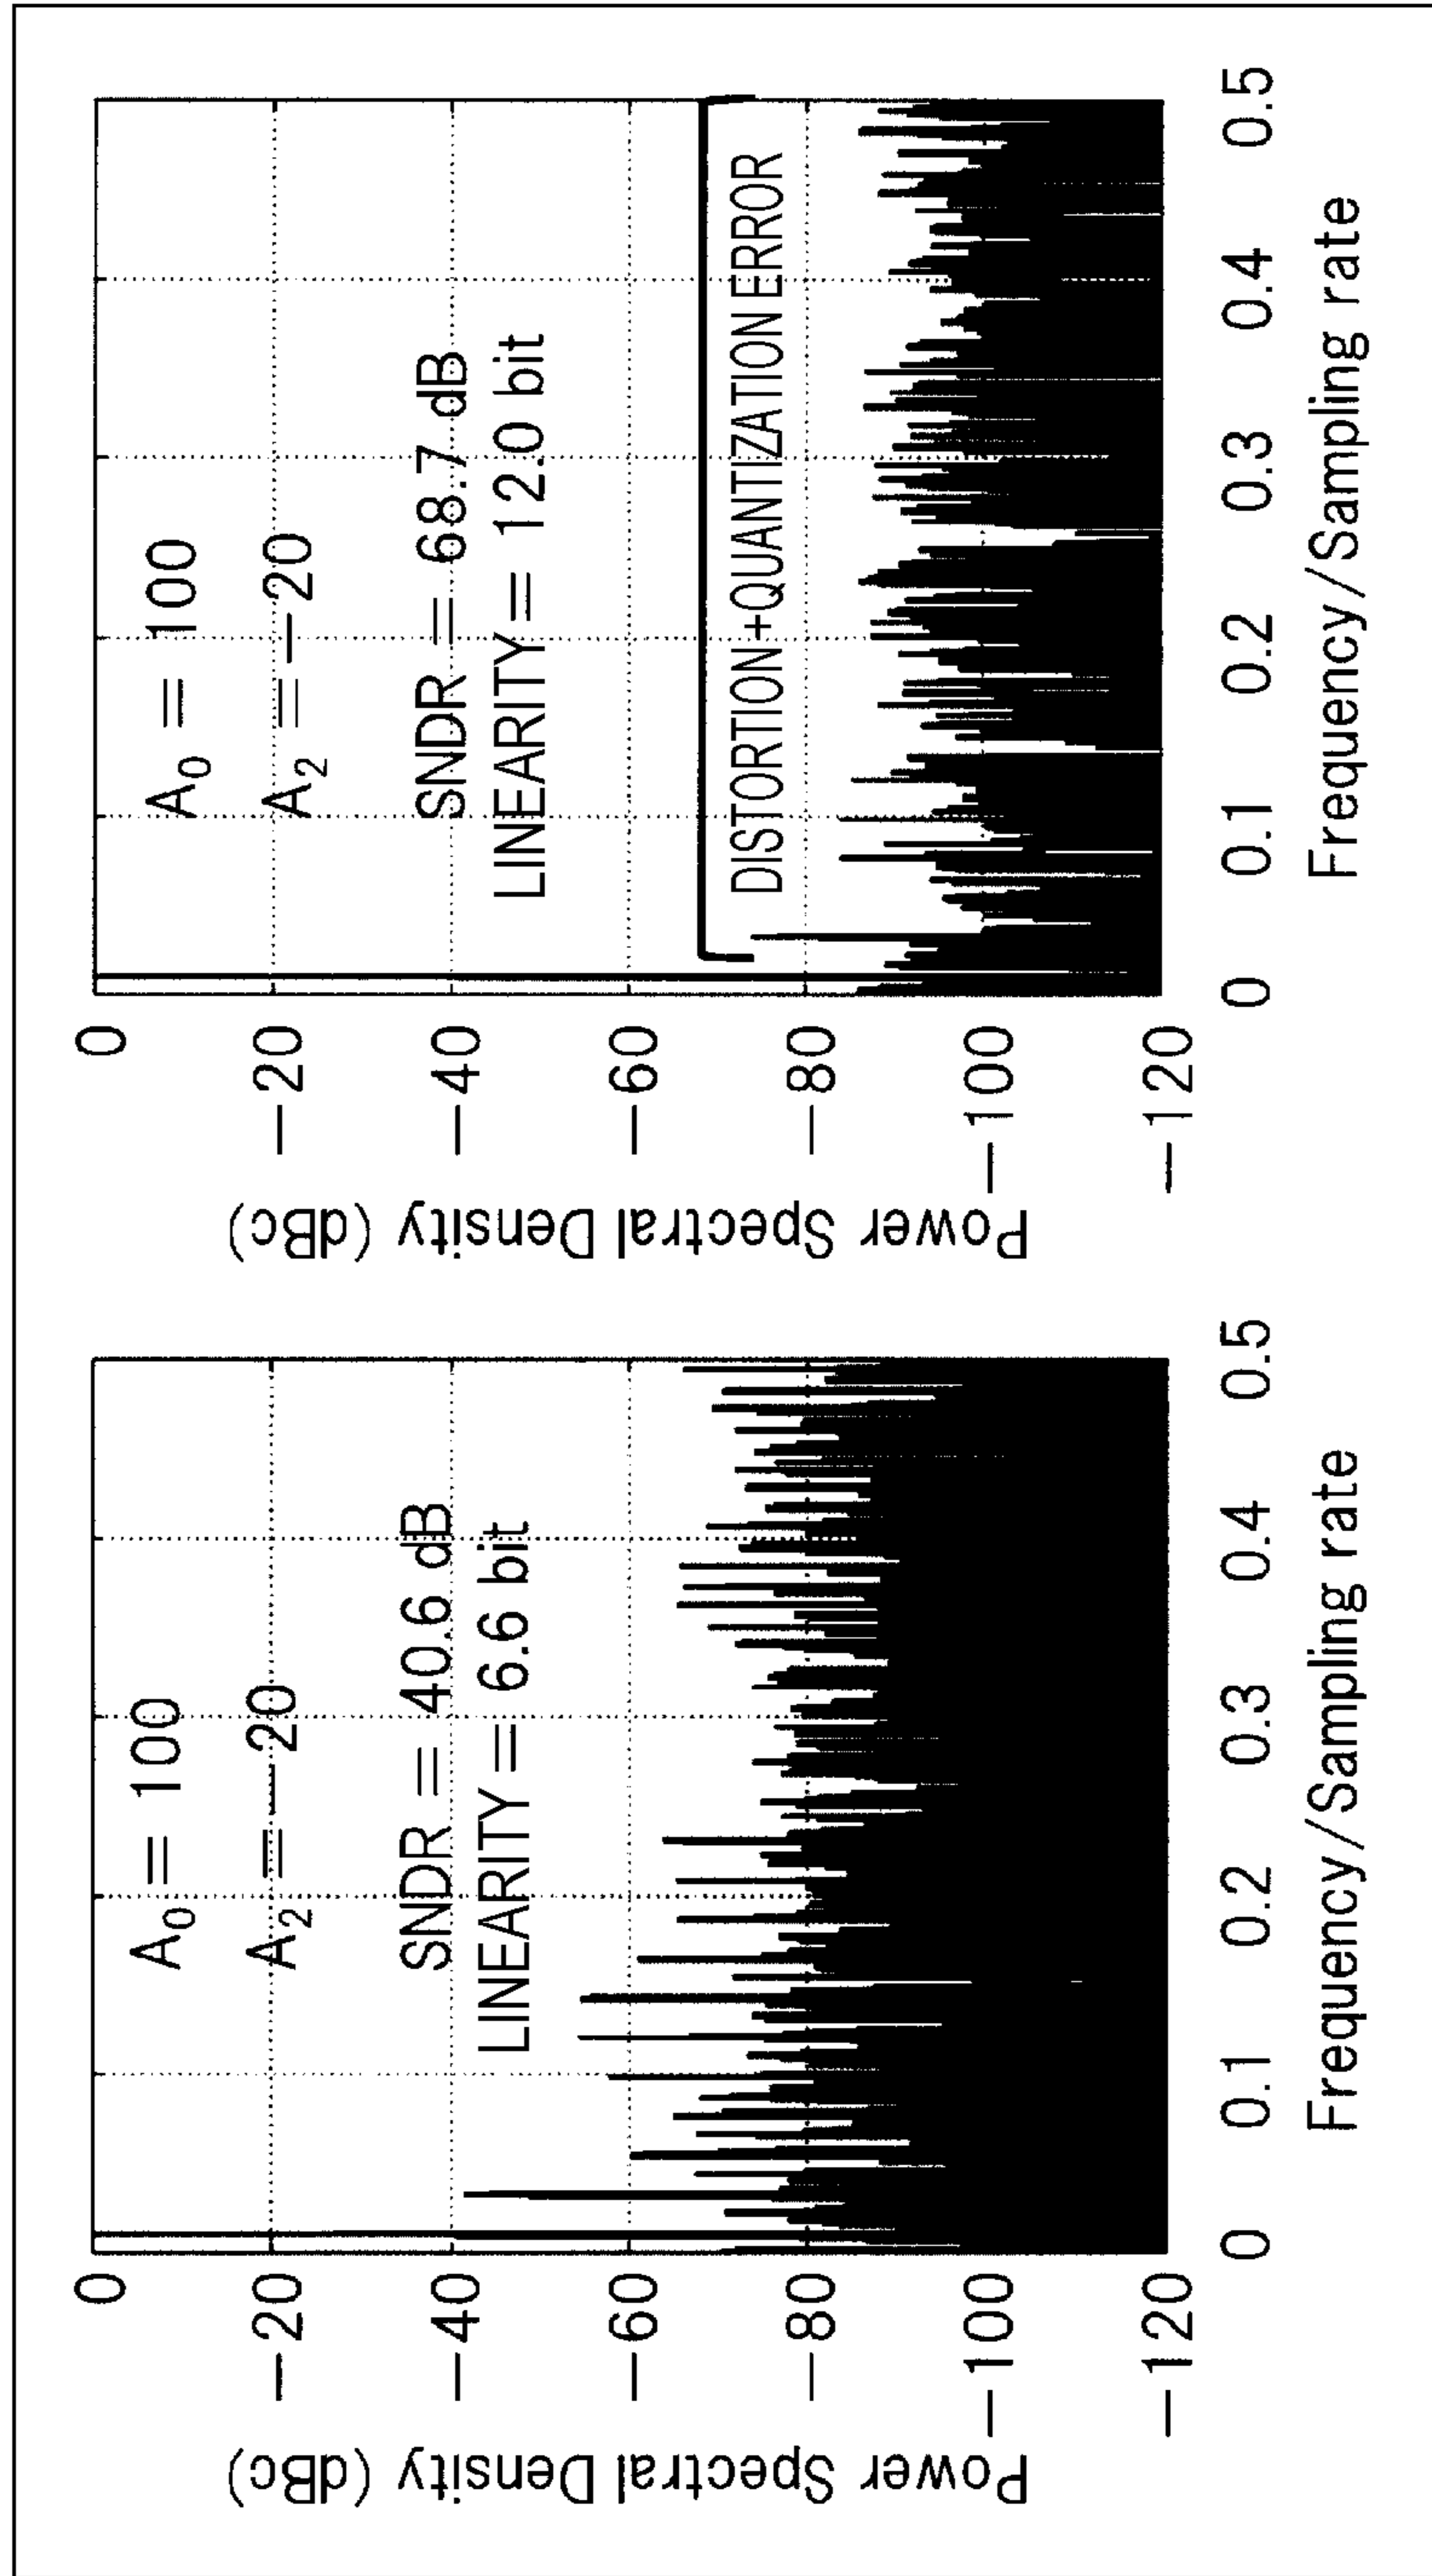 Power Spectral Density (dBc)
0
−20
−40
−60
−80
−100
−120
A0 = 100
A2 = −20
SNDR = 40.6 dB
LINEARITY = 6.6 bit
0 0.1 0.2 0.3 0.4 0.5
Frequency/Sampling rate
Power Spectral Density (dBc)
0
−20
−40
−60
−80
−100
−120
A0 = 100
A2 = −20
SNDR = 68.7 dB
LINEARITY = 12.0 bit
DISTORTION+QUANTIZATION ERROR
0 0.1 0.2 0.3 0.4 0.5
Frequency/Sampling rate